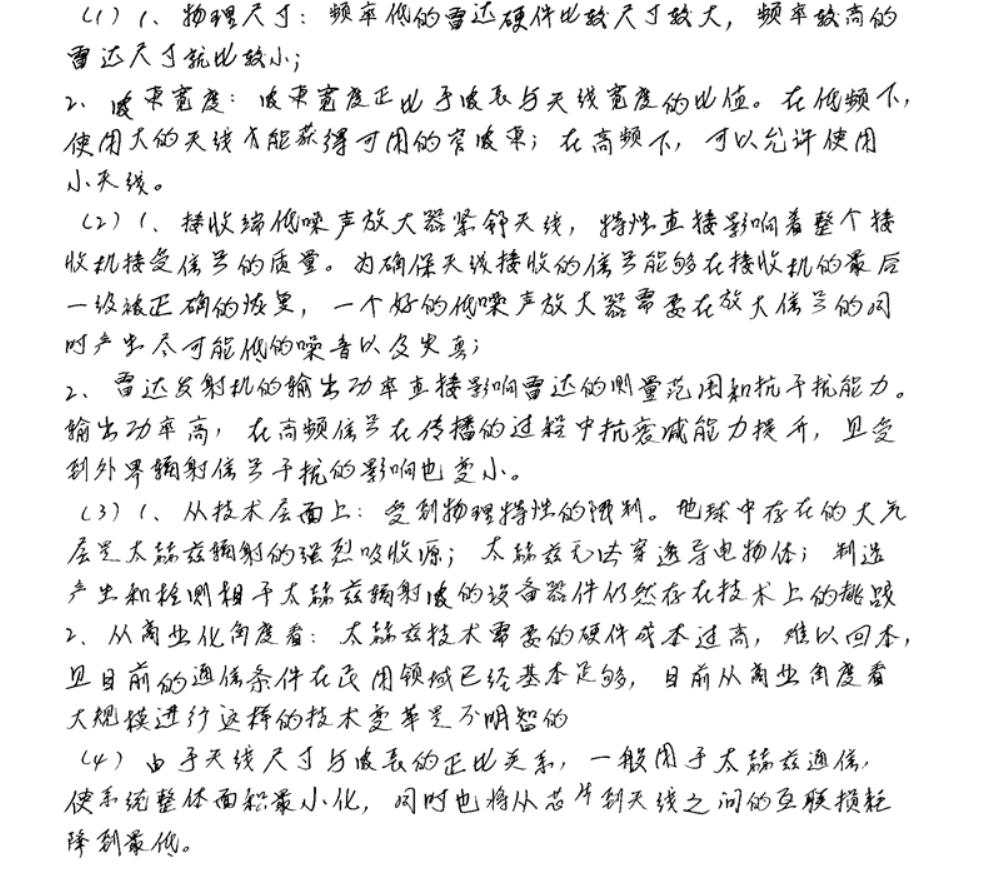 (1) 1、物理尺寸：频率低的雷达硬件比较尺寸较大，频率较高的
雷达尺寸就比较小；
2、波束宽度：波束宽度正比于波长与天线宽度的比值。在低频下，
使用大的天线才能获得可用的窄波束；在高频下，可以允许使用
小天线。
(2) 1、接收端低噪声放大器紧邻天线，特性直接影响着整个接
收机接受信号的质量。为确保天线接收的信号能够在接收机的最后
一级被正确的恢复，一个好的低噪声放大器需要在放大信号的同
时产生尽可能低的噪音以及失真；
2、雷达发射机的输出功率直接影响雷达的测量范围和抗干扰能力。
输出功率高，在高频信号在传播的过程中抗衰减能力提升，且受
到外界辐射信号干扰的影响也变小。
(3) 1、从技术层面上：受到物理特性的限制。地球中存在的大气
层是太赫兹辐射的强烈吸收源；太赫兹无法穿透导电物体；制造
产生和检测相干太赫兹辐射波的设备器件仍然存在技术上的挑战
2、从商业化角度看：太赫兹技术需要的硬件成本过高，难以回本，
且目前的通信条件在民用领域已经基本足够，目前从商业角度看
大规模进行这样的技术变革是不明智的
(4) 由于天线尺寸与波长的正比关系，一般用于太赫兹通信，
使系统整体面积最小化，同时也将从芯片到天线之间的互联损耗
降到最低。